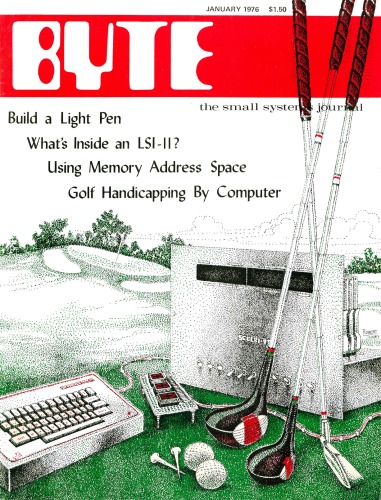 JANUARY 1976 $1.50
BYTE
the small systems journal
Build a Light Pen
What's Inside an LSI-11?
Using Memory Address Space
Golf Handicapping By Computer